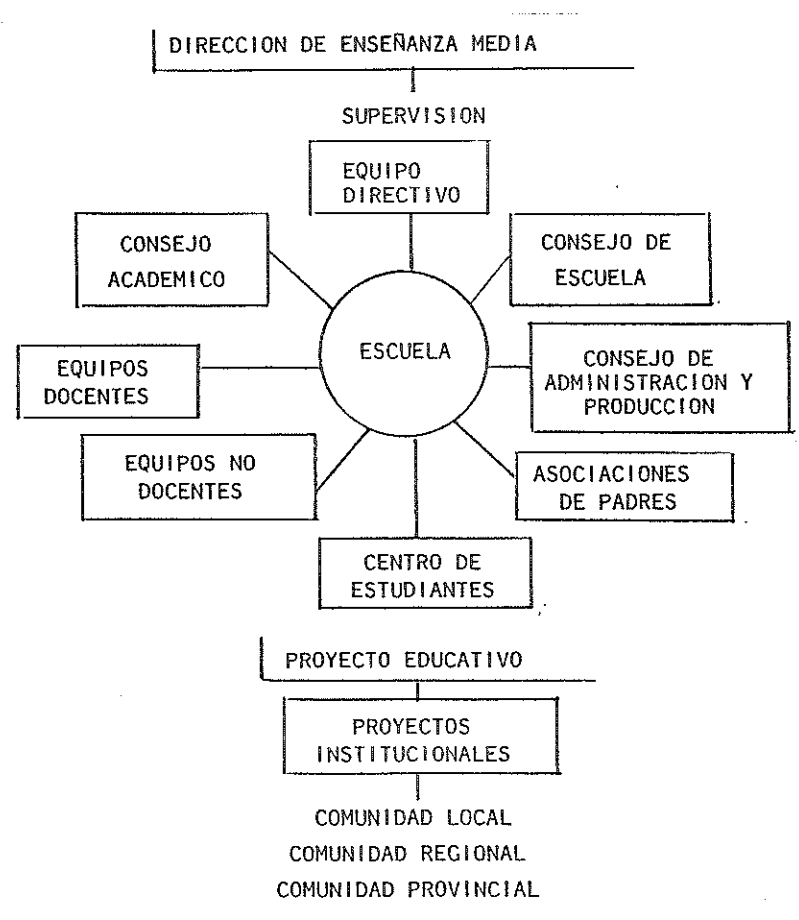 DIRECCION DE ENSEÑANZA MEDIA
SUPERVISION
EQUIPO
DIRECTIVO
CONSEJO
ACADEMICO
CONSEJO DE
ESCUELA
ESCUELA
EQUIPOS
DOCENTES
CONSEJO DE
ADMINISTRACION Y
PRODUCCION
EQUIPOS NO
DOCENTES
ASOCIACIONES
DE PADRES
CENTRO DE
ESTUDIANTES
PROYECTO EDUCATIVO
PROYECTOS
INSTITUCIONALES
COMUNIDAD LOCAL
COMUNIDAD REGIONAL
COMUNIDAD PROVINCIAL